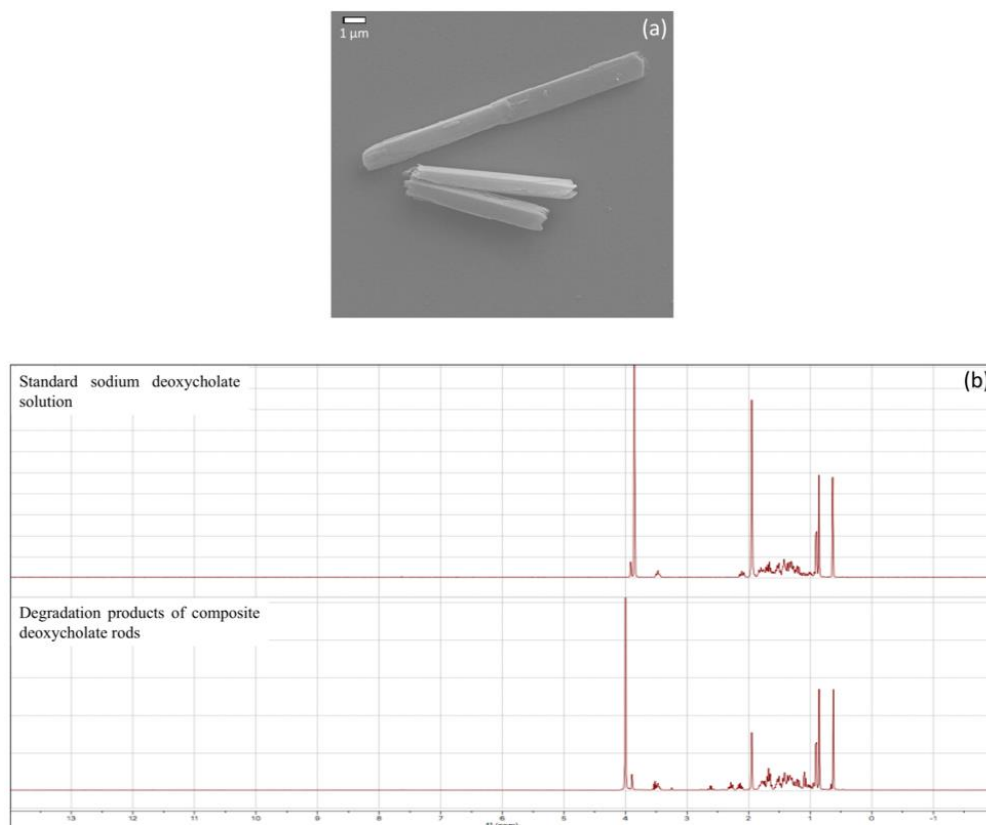 1 µm
(a)
Standard sodium deoxycholate
solution
(b)
Degradation products of composite
deoxycholate rods
13 12 11 10 9 8 7 6 5 4 3 2 1 0 -1